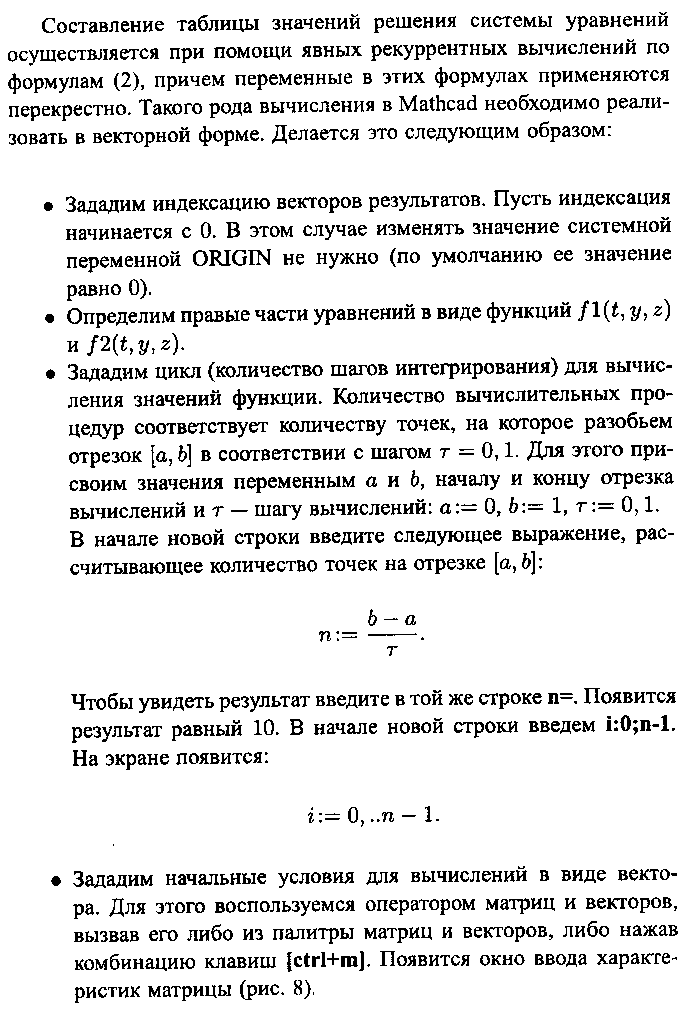 Составление таблицы значений решения системы уравнений
осуществляется при помощи явных рекуррентных вычислений по
формулам (2), причем переменные в этих формулах применяются
перекрестно. Такого рода вычисления в Mathcad необходимо реали-
зовать в векторной форме. Делается это следующим образом:
• Зададим индексацию векторов результатов. Пусть индексация
начинается с 0. В этом случае изменять значение системной
переменной ORIGIN не нужно (по умолчанию ее значение
равно 0).
• Определим правые части уравнений в виде функций f1(t, y, z)
и f2(t, y, z).
• Зададим цикл (количество шагов интегрирования) для вычис-
ления значений функции. Количество вычислительных про-
цедур соответствует количеству точек, на которое разобьем
отрезок [a, b] в соответствии с шагом τ = 0, 1. Для этого при-
своим значения переменным a и b, началу и концу отрезка
вычислений и τ — шагу вычислений: a := 0, b := 1, τ := 0, 1.
В начале новой строки введите следующее выражение, рас-
считывающее количество точек на отрезке [a, b]:
n := (b − a)/τ.
Чтобы увидеть результат введите в той же строке n=. Появится
результат равный 10. В начале новой строки введем i:0;n-1.
На экране появится:
i := 0, ..n − 1.
• Зададим начальные условия для вычислений в виде векто-
ра. Для этого воспользуемся оператором матриц и векторов,
вызвав его либо из палитры матриц и векторов, либо нажав
комбинацию клавиш [ctrl+m]. Появится окно ввода характе-
ристик матрицы (рис. 8).